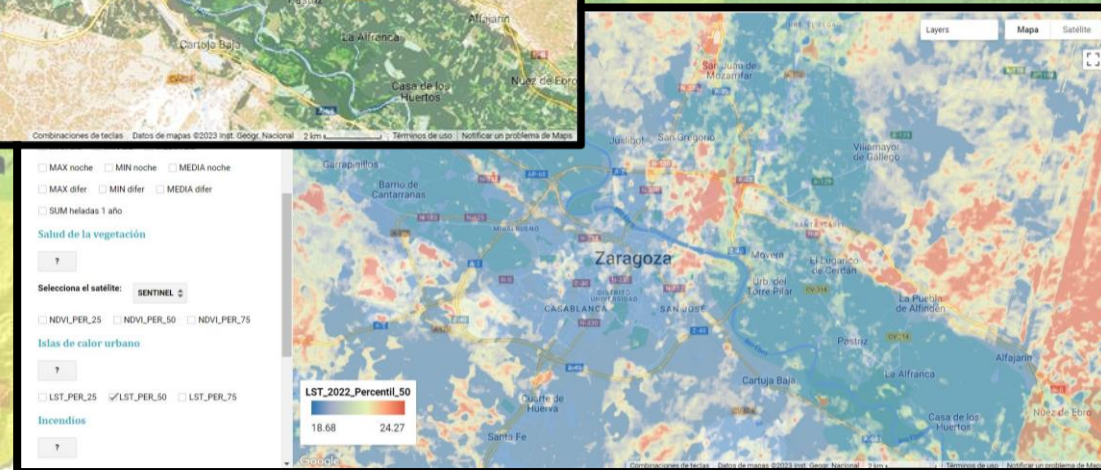 Alfajarín
La Alfranca
Cartuja Baja
Casa de los
Huertos
Nuez de Ebro
Combinaciones de teclas Datos de mapas ©2023 Inst. Geogr. Nacional 2 km Términos de uso Notificar un problema de Maps
MAX noche MIN noche MEDIA noche
MAX difer MIN difer MEDIA difer
SUM heladas 1 año
Salud de la vegetación
?
Selecciona el satélite: SENTINEL
NDVI_PER_25 NDVI_PER_50 NDVI_PER_75
Islas de calor urbano
?
LST_PER_25 LST_PER_50 LST_PER_75
Incendios
?
Layers Mapa Satélite
San Juan de
Mozarrifar
Juslibol San Gregorio
Villamayor
de Gállego
Garrapinillos
Barrio de
Cantarranas
MIRALBUENO
SANTA ISABEL
Zaragoza
Movera
El Lugarico
de Cerdán
Urb. del
Torre Pilar
DISTRITO
UNIVERSIDAD
CASABLANCA
SAN JOSÉ
La Puebla
de Alfindén
Pastriz
Alfajarín
Cartuja Baja
La Alfranca
LST_2022_Percentil_50
18.68 24.27
Cuarte de
Huerva
Casa de los
Huertos
Nuez de Ebro
Santa Fe
Google
Combinaciones de teclas Datos de mapas ©2023 Inst. Geogr. Nacional 2 km Términos de uso Notificar un problema de Maps